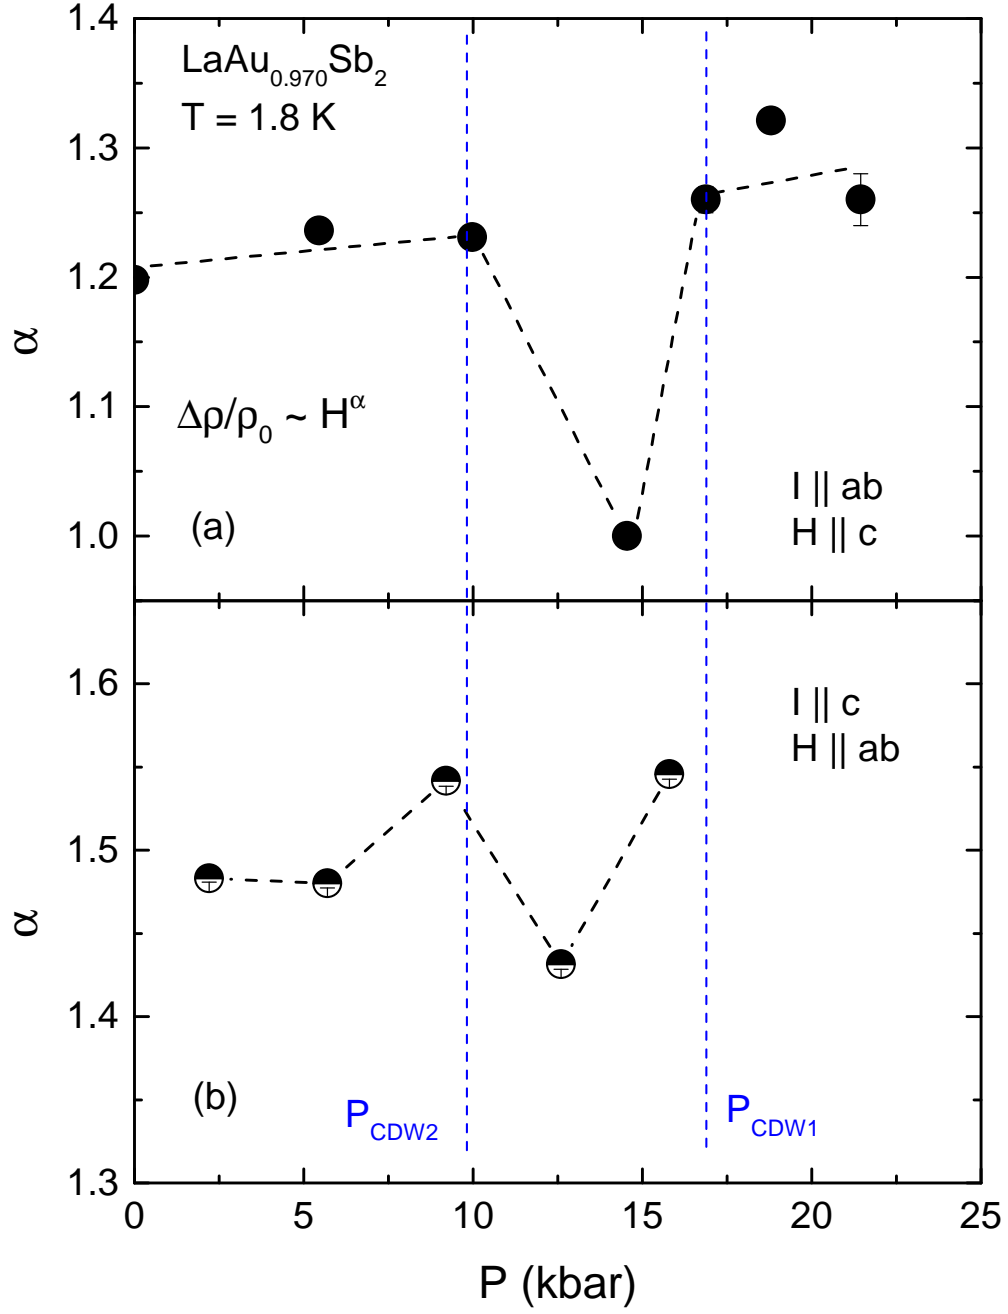 LaAu0.970Sb2
T = 1.8 K
Δρ/ρ0 ~ H^α
(a)
I || ab
H || c
α
1.4
1.3
1.2
1.1
1.0
I || c
H || ab
α
1.6
1.5
1.4
1.3
(b)
PCDW2
PCDW1
0 5 10 15 20 25
P (kbar)